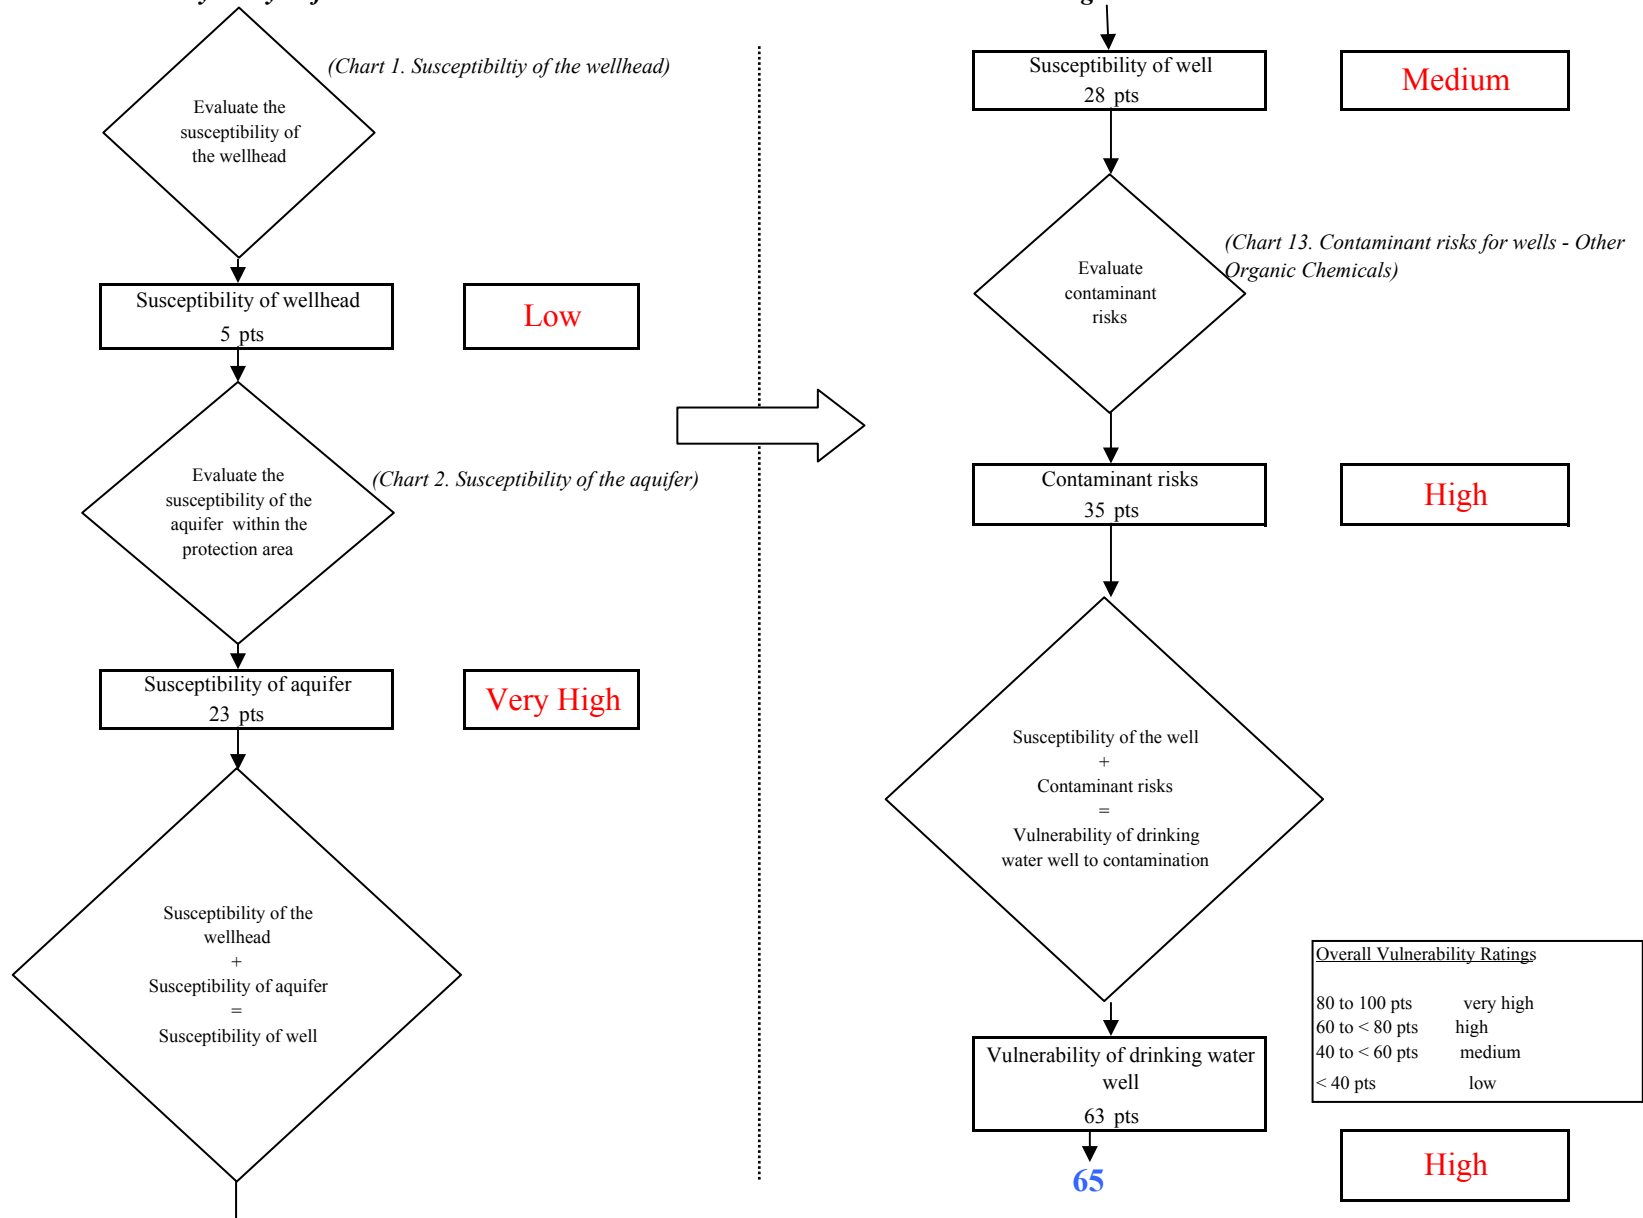 (Chart 1. Susceptibiltiy of the wellhead)
Evaluate the
susceptibility of
the wellhead
Susceptibility of wellhead
5 pts
Low
Evaluate the
susceptibility of the
aquifer within the
protection area
(Chart 2. Susceptibility of the aquifer)
Susceptibility of aquifer
23 pts
Very High
Susceptibility of the
wellhead
+
Susceptibility of aquifer
=
Susceptibility of well
Susceptibility of well
28 pts
Medium
Evaluate
contaminant
risks
(Chart 13. Contaminant risks for wells - Other
Organic Chemicals)
Contaminant risks
35 pts
High
Susceptibility of the well
+
Contaminant risks
=
Vulnerability of drinking
water well to contamination
Vulnerability of drinking water
well
63 pts
65
Overall Vulnerability Ratings
80 to 100 pts very high
60 to < 80 pts high
40 to < 60 pts medium
< 40 pts low
High